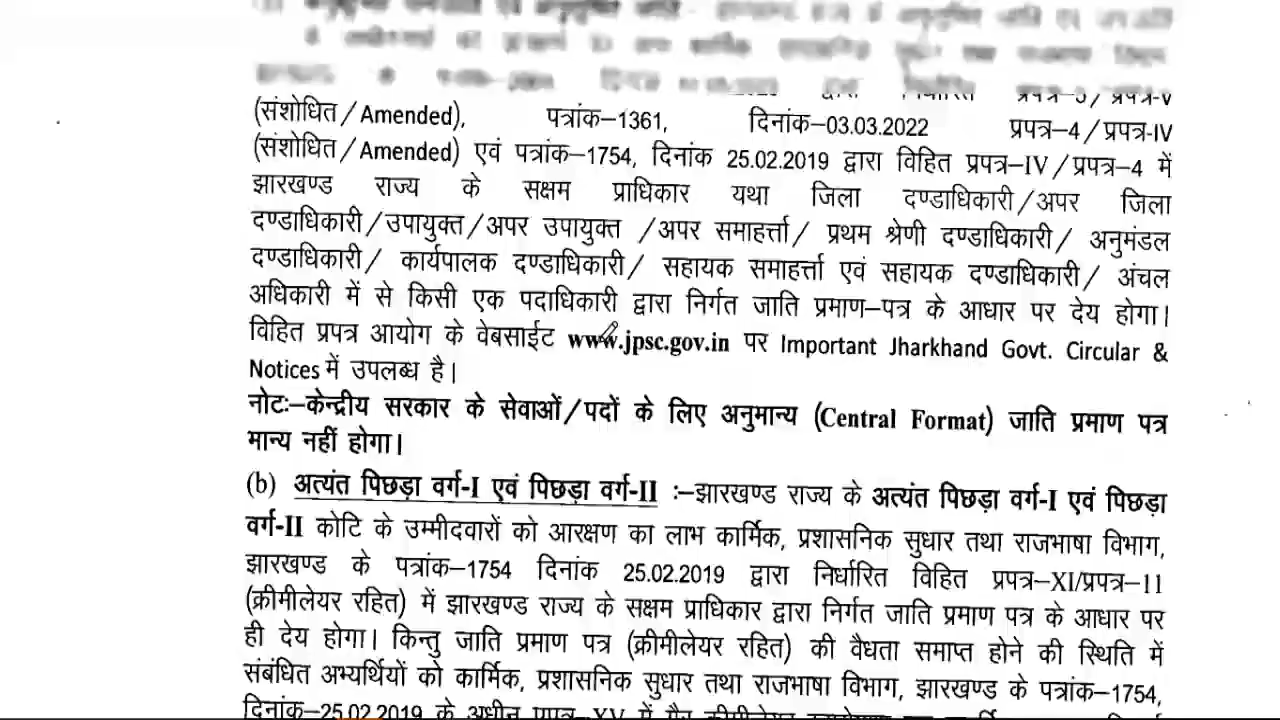 (संशोधित/Amended), पत्रांक–1361, दिनांक–03.03.2022 प्रपत्र–4/प्रपत्र-IV
(संशोधित/Amended) एवं पत्रांक–1754, दिनांक 25.02.2019 द्वारा विहित प्रपत्र–IV/प्रपत्र–4 में
झारखण्ड राज्य के सक्षम प्राधिकार यथा जिला दण्डाधिकारी/अपर जिला
दण्डाधिकारी/उपायुक्त/अपर उपायुक्त /अपर समाहर्त्ता/ प्रथम श्रेणी दण्डाधिकारी/ अनुमंडल
दण्डाधिकारी/ कार्यपालक दण्डाधिकारी/ सहायक समाहर्त्ता एवं सहायक दण्डाधिकारी/ अंचल
अधिकारी में से किसी एक पदाधिकारी द्वारा निर्गत जाति प्रमाण–पत्र के आधार पर देय होगा।
विहित प्रपत्र आयोग के वेबसाईट www.jpsc.gov.in पर Important Jharkhand Govt. Circular &
Notices में उपलब्ध है।
नोटः–केन्द्रीय सरकार के सेवाओं/पदों के लिए अनुमान्य (Central Format) जाति प्रमाण पत्र
मान्य नहीं होगा।
(b) अत्यंत पिछड़ा वर्ग-I एवं पिछड़ा वर्ग-II :–झारखण्ड राज्य के अत्यंत पिछड़ा वर्ग-I एवं पिछड़ा
वर्ग-II कोटि के उम्मीदवारों को आरक्षण का लाभ कार्मिक, प्रशासनिक सुधार तथा राजभाषा विभाग,
झारखण्ड के पत्रांक–1754 दिनांक 25.02.2019 द्वारा निर्धारित विहित प्रपत्र–XI/प्रपत्र–11
(क्रीमीलेयर रहित) में झारखण्ड राज्य के सक्षम प्राधिकार द्वारा निर्गत जाति प्रमाण पत्र के आधार पर
ही देय होगा। किन्तु जाति प्रमाण पत्र (क्रीमीलेयर रहित) की वैधता समाप्त होने की स्थिति में
संबंधित अभ्यर्थियों को कार्मिक, प्रशासनिक सुधार तथा राजभाषा विभाग, झारखण्ड के पत्रांक–1754,
दिनांक–25.02.2019 के अधीन प्रपत्र–XV में गैर क्रीमीलेयर